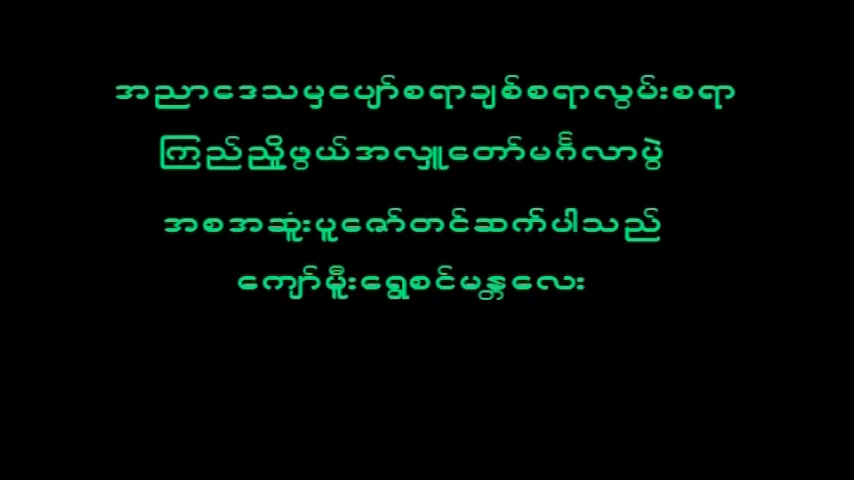 အညာဒေသမှပျော်စရာချစ်စရာလွမ်းစရာ
ကြည်ညှို့ဖွယ်အလှူတော်မင်္ဂလာပွဲ
အစအဆူံးပူဇော်တင်ဆက်ပါသည်
ကျော်မိူးရွှေစင်မန္တလေး